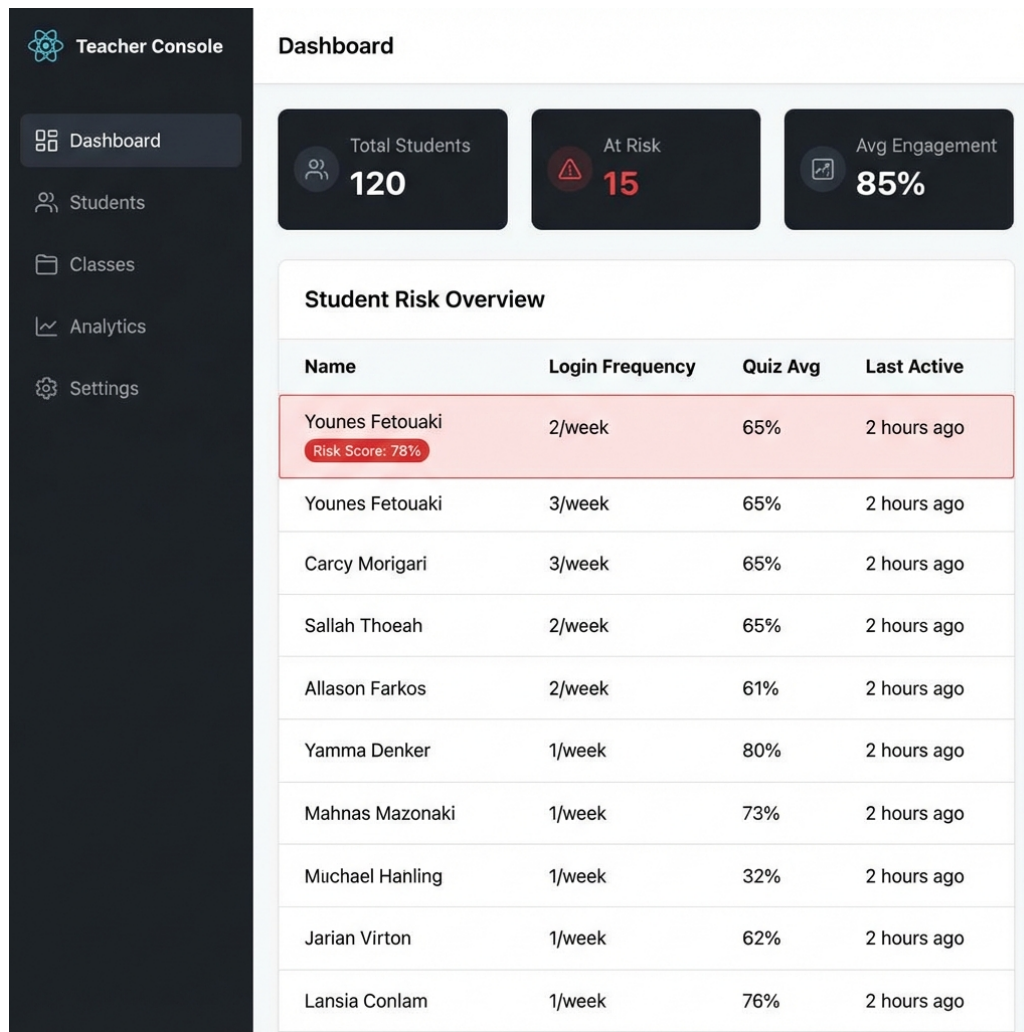 Teacher Console
Dashboard
Students
Classes
Analytics
Settings
Dashboard
Total Students
120
At Risk
15
Avg Engagement
85%
Student Risk Overview
Name Login Frequency Quiz Avg Last Active
Younes Fetouaki 2/week 65% 2 hours ago
Risk Score: 78%
Younes Fetouaki 3/week 65% 2 hours ago
Carcy Morigari 3/week 65% 2 hours ago
Sallah Thoeah 2/week 65% 2 hours ago
Allason Farkos 2/week 61% 2 hours ago
Yamma Denker 1/week 80% 2 hours ago
Mahnas Mazonaki 1/week 73% 2 hours ago
Muchael Hanling 1/week 32% 2 hours ago
Jarian Virton 1/week 62% 2 hours ago
Lansia Conlam 1/week 76% 2 hours ago